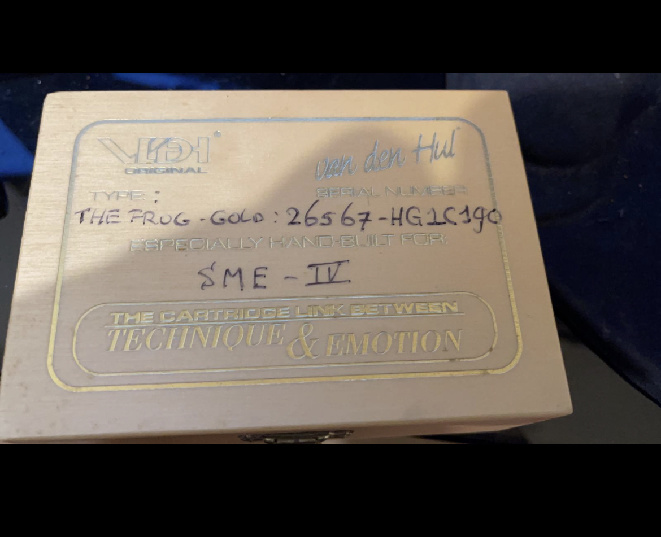 VDH®
ORIGINAL
van den Hul
TYPE:
SERIAL NUMBER
THE FROG - GOLD: 26567-HG1C190
ESPECIALLY HAND-BUILT FOR
SME - IV
THE CARTRIDGE LINK BETWEEN
TECHNIQUE & EMOTION